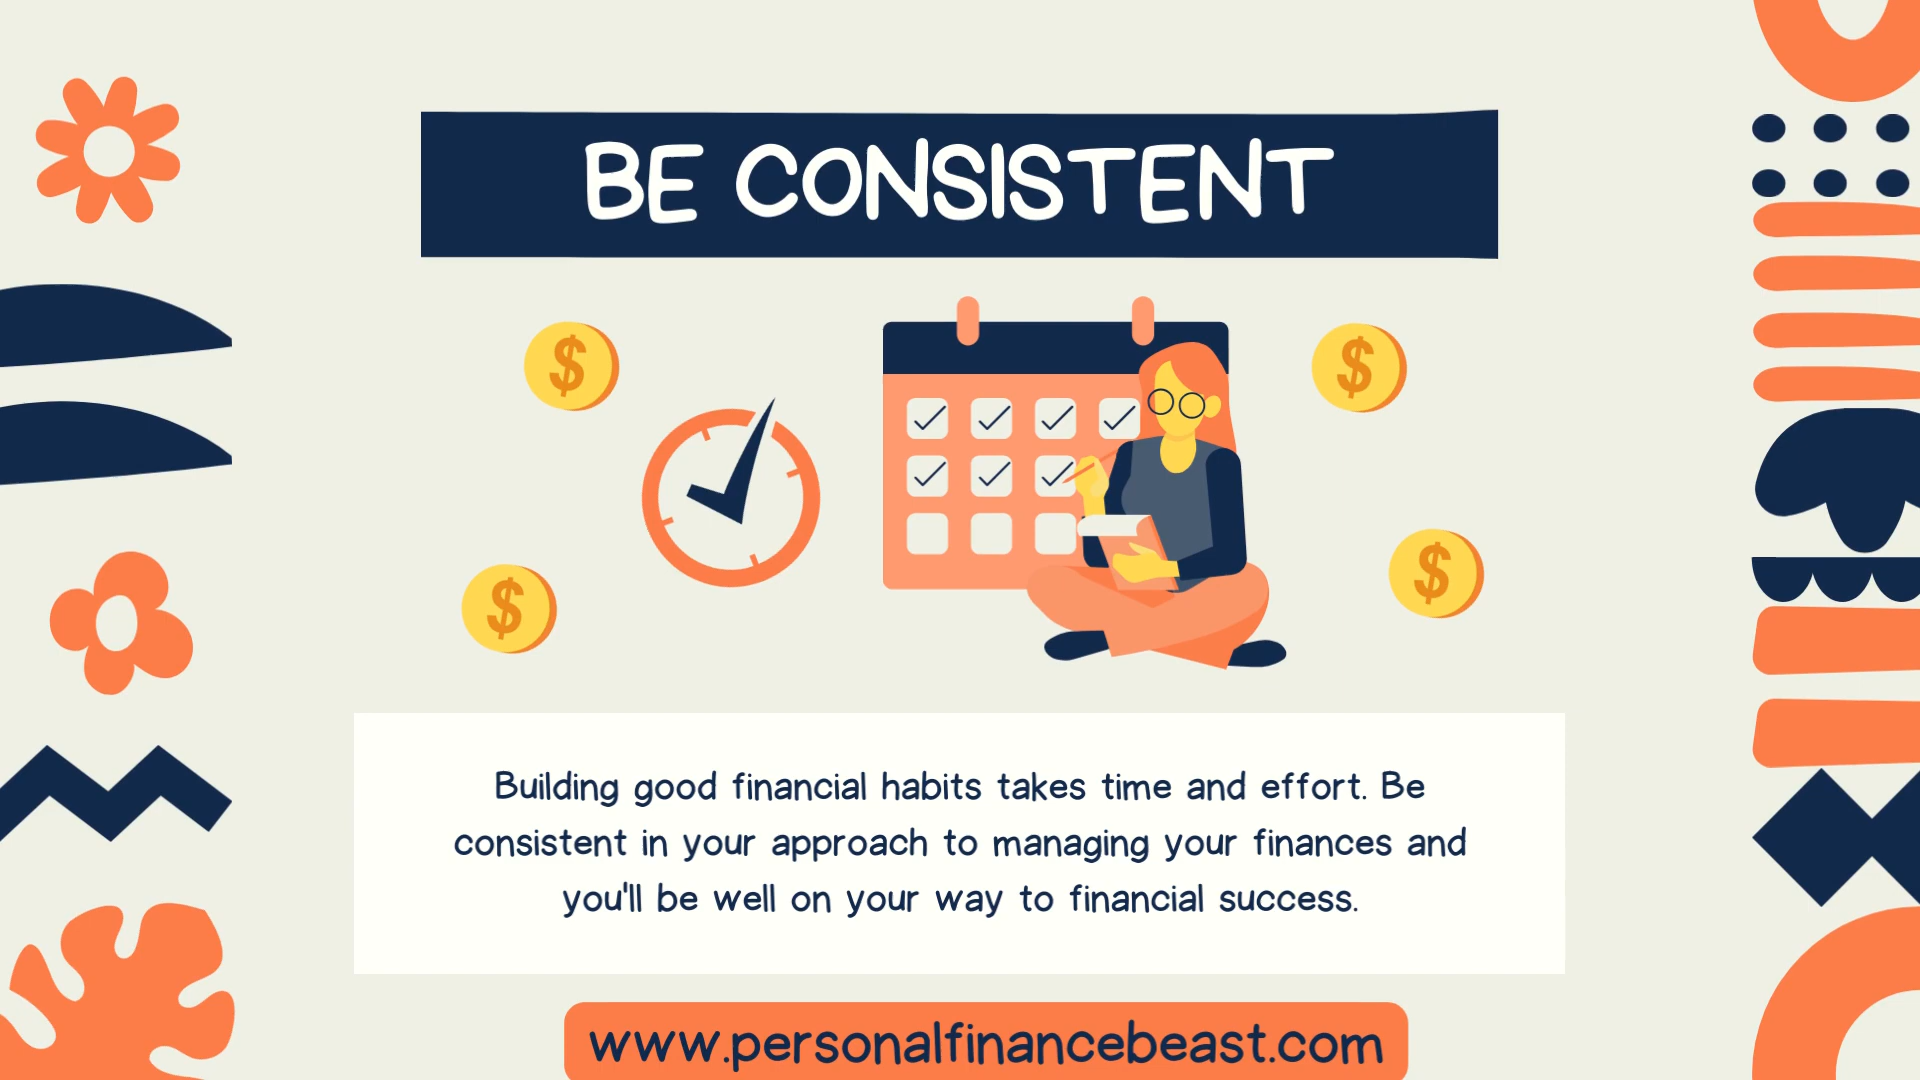 BE CONSISTENT
$
$
$
$
Building good financial habits takes time and effort. Be
consistent in your approach to managing your finances and
you'll be well on your way to financial success.
www.personalfinancebeast.com